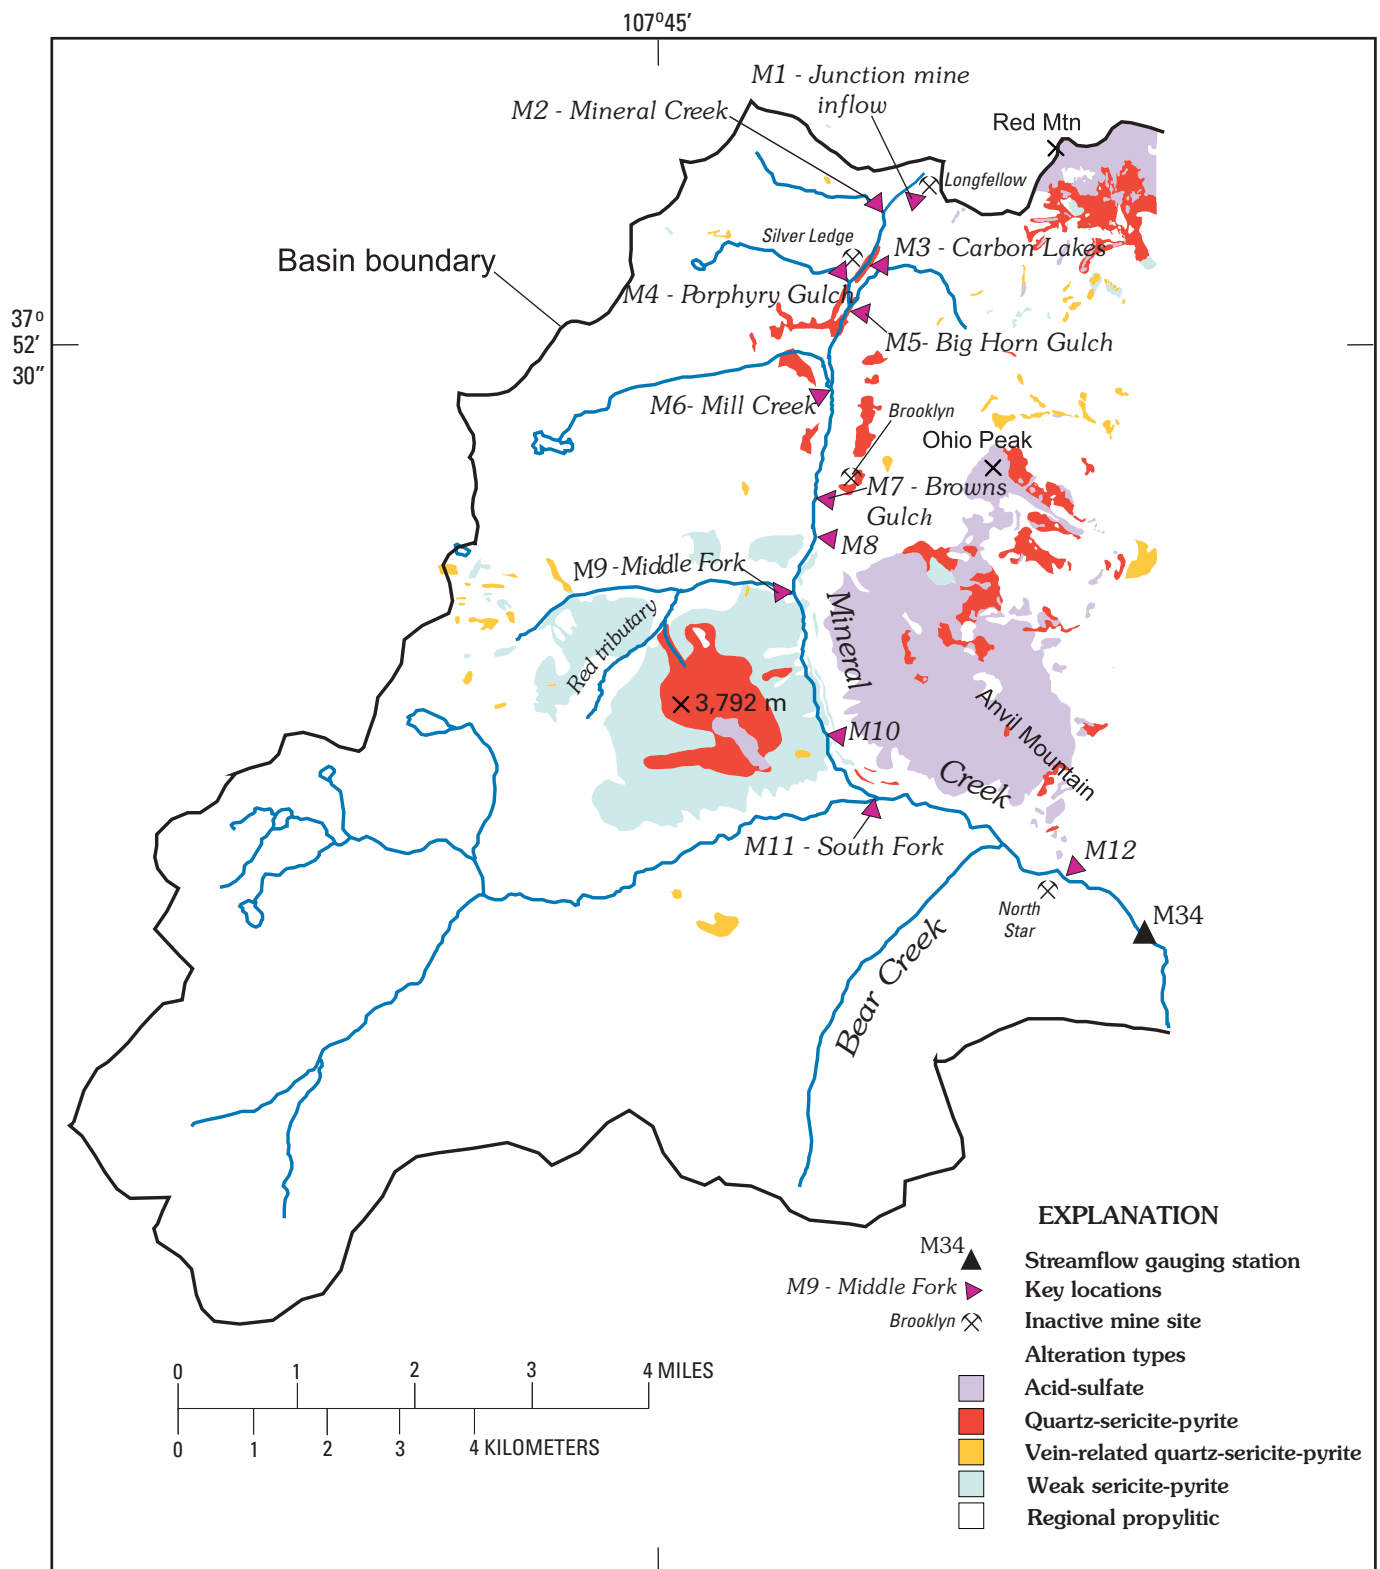 107º45′
M1 - Junction mine
inflow
M2 - Mineral Creek
Red Mtn
Longfellow
Silver Ledge
M3 - Carbon Lakes
Basin boundary
M4 - Porphyry Gulch
37º
52′
30″
M5- Big Horn Gulch
M6- Mill Creek
Brooklyn
Ohio Peak
M7 - Browns
Gulch
M8
M9 -Middle Fork
Mineral
Red tributary
3,792 m
Anvil Mountain
M10
Creek
M11 - South Fork
M12
North
Star
M34
Bear Creek
EXPLANATION
M34 Streamflow gauging station
M9 - Middle Fork Key locations
Brooklyn Inactive mine site
Alteration types
Acid-sulfate
Quartz-sericite-pyrite
Vein-related quartz-sericite-pyrite
Weak sericite-pyrite
Regional propylitic
0 1 2 3 4 MILES
0 1 2 3 4 KILOMETERS